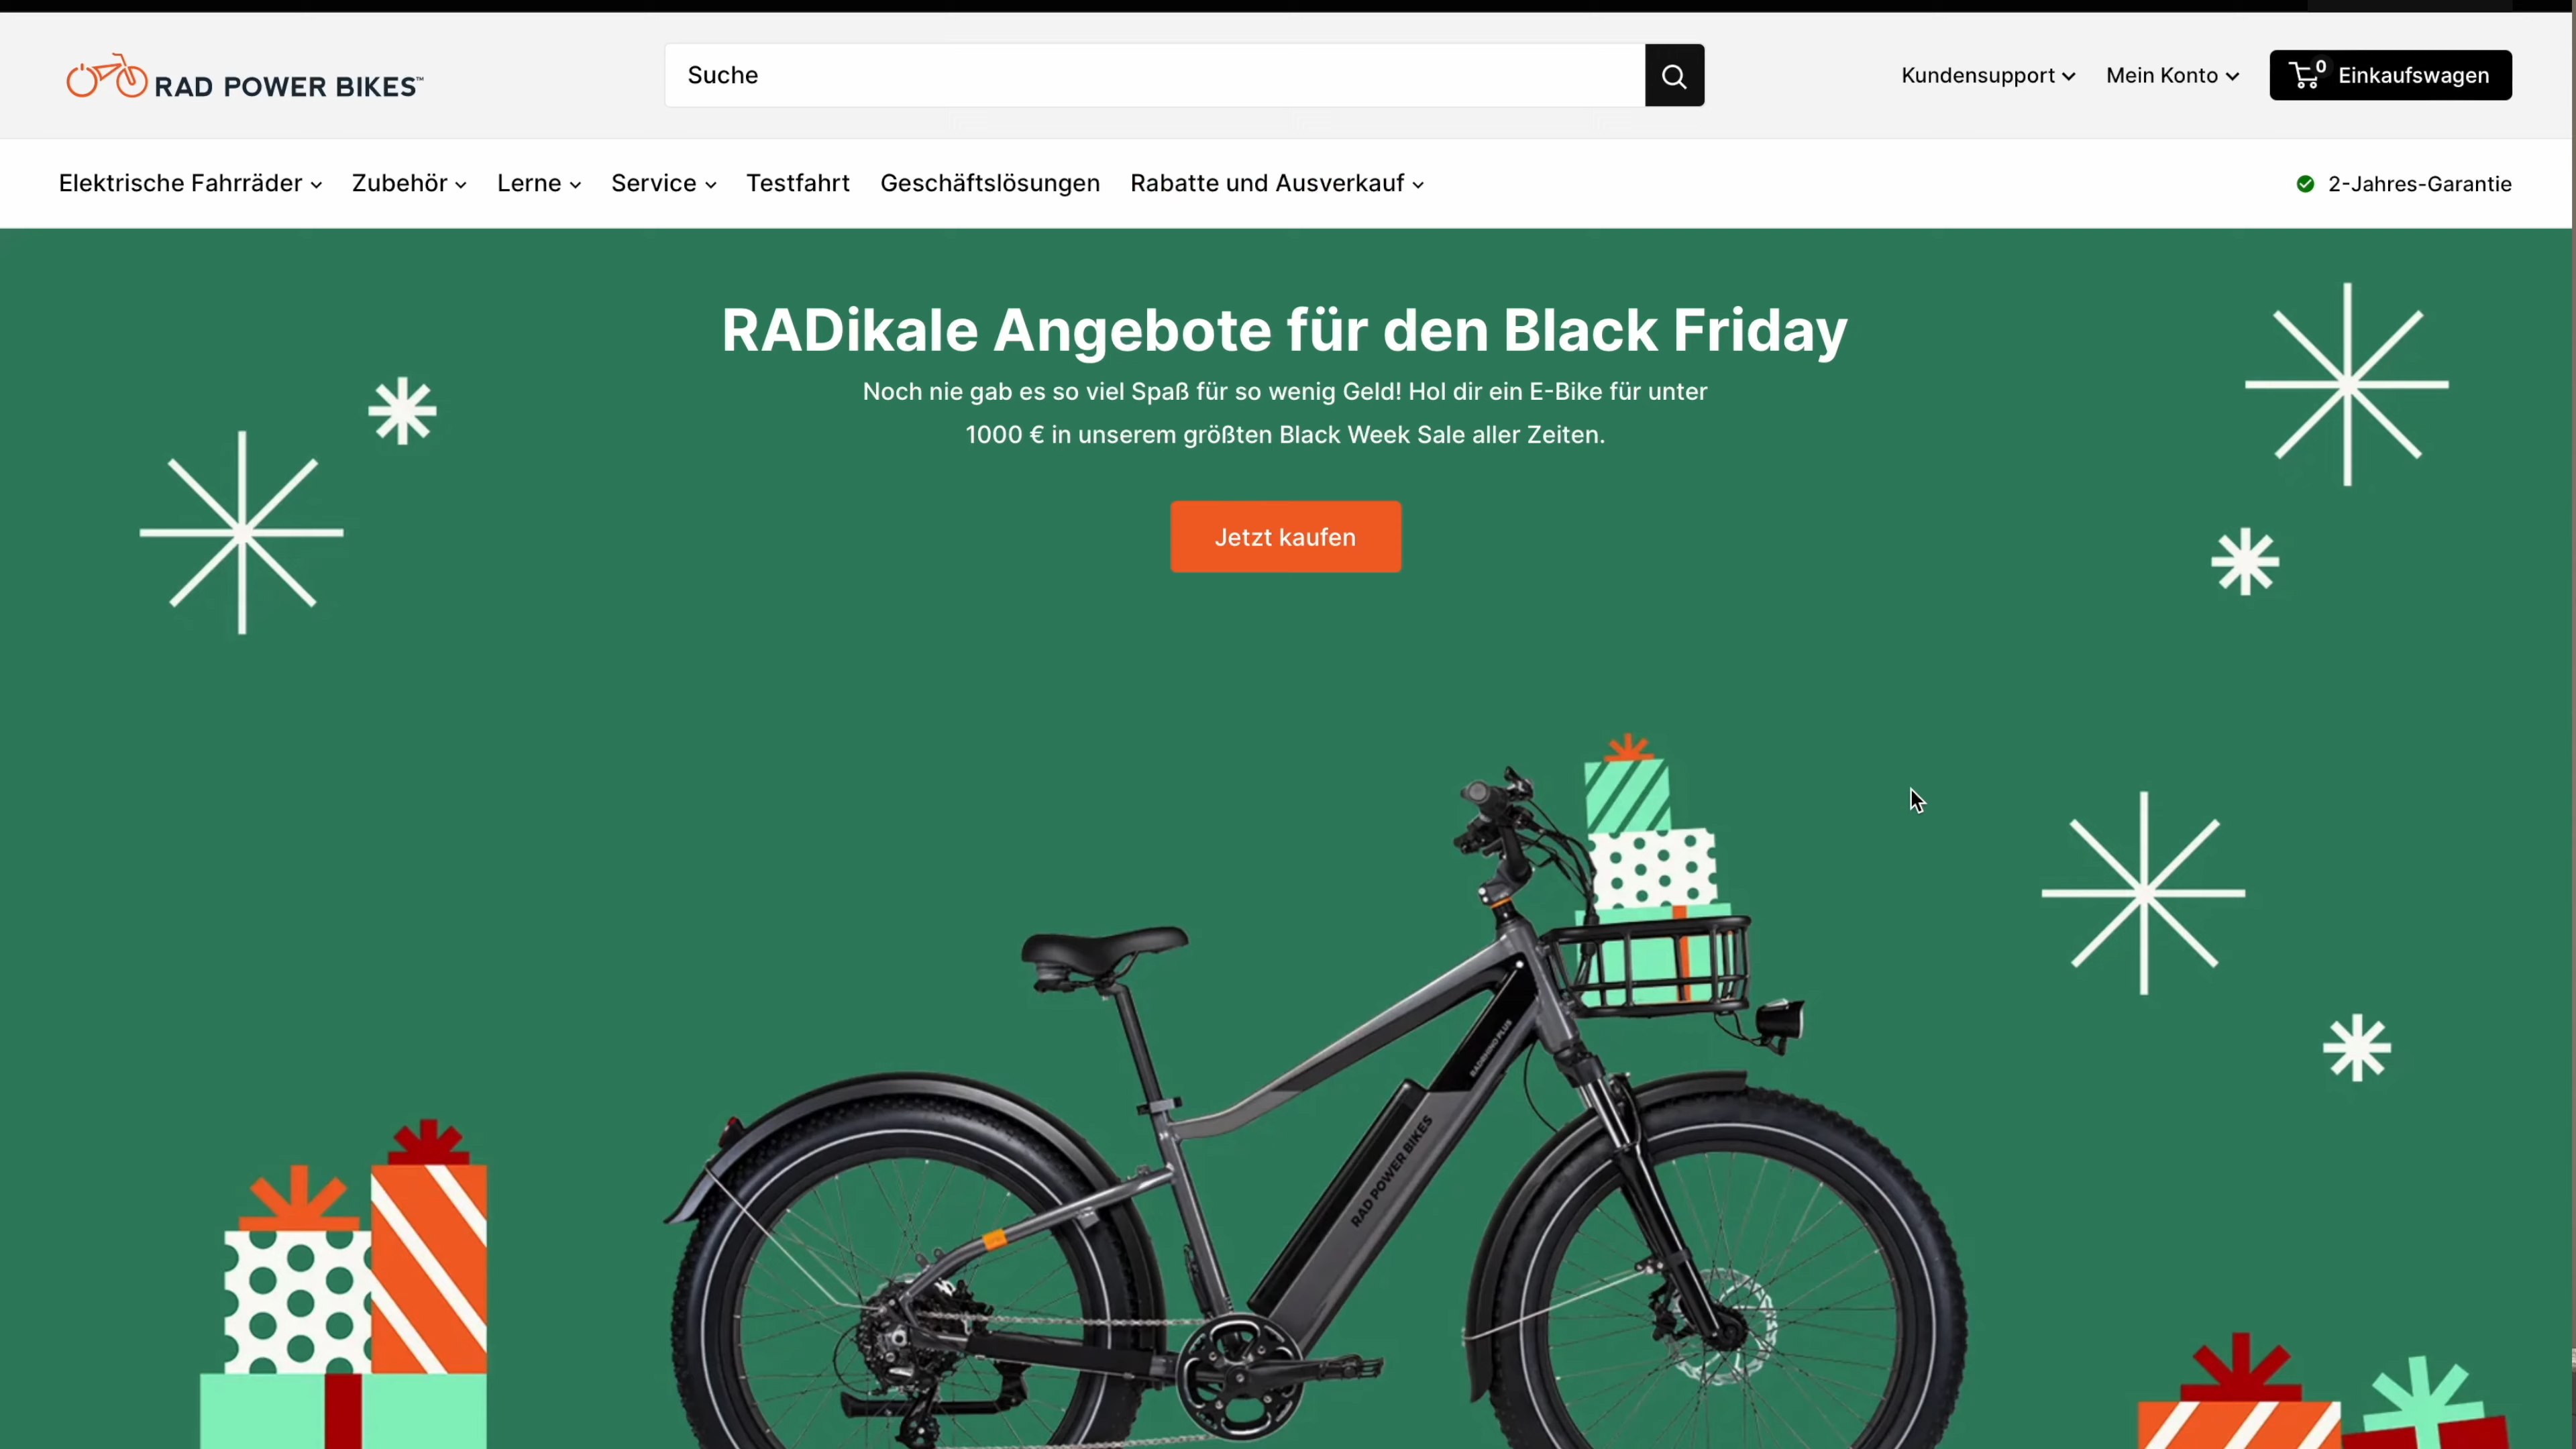 RAD POWER BIKES™
Suche
Kundensupport
Mein Konto
0
Einkaufswagen
Elektrische Fahrräder
Zubehör
Lerne
Service
Testfahrt
Geschäftslösungen
Rabatte und Ausverkauf
2-Jahres-Garantie
RADikale Angebote für den Black Friday
Noch nie gab es so viel Spaß für so wenig Geld! Hol dir ein E-Bike für unter
1000 € in unserem größten Black Week Sale aller Zeiten.
Jetzt kaufen
RADRHINO PLUS
RAD POWER BIKES